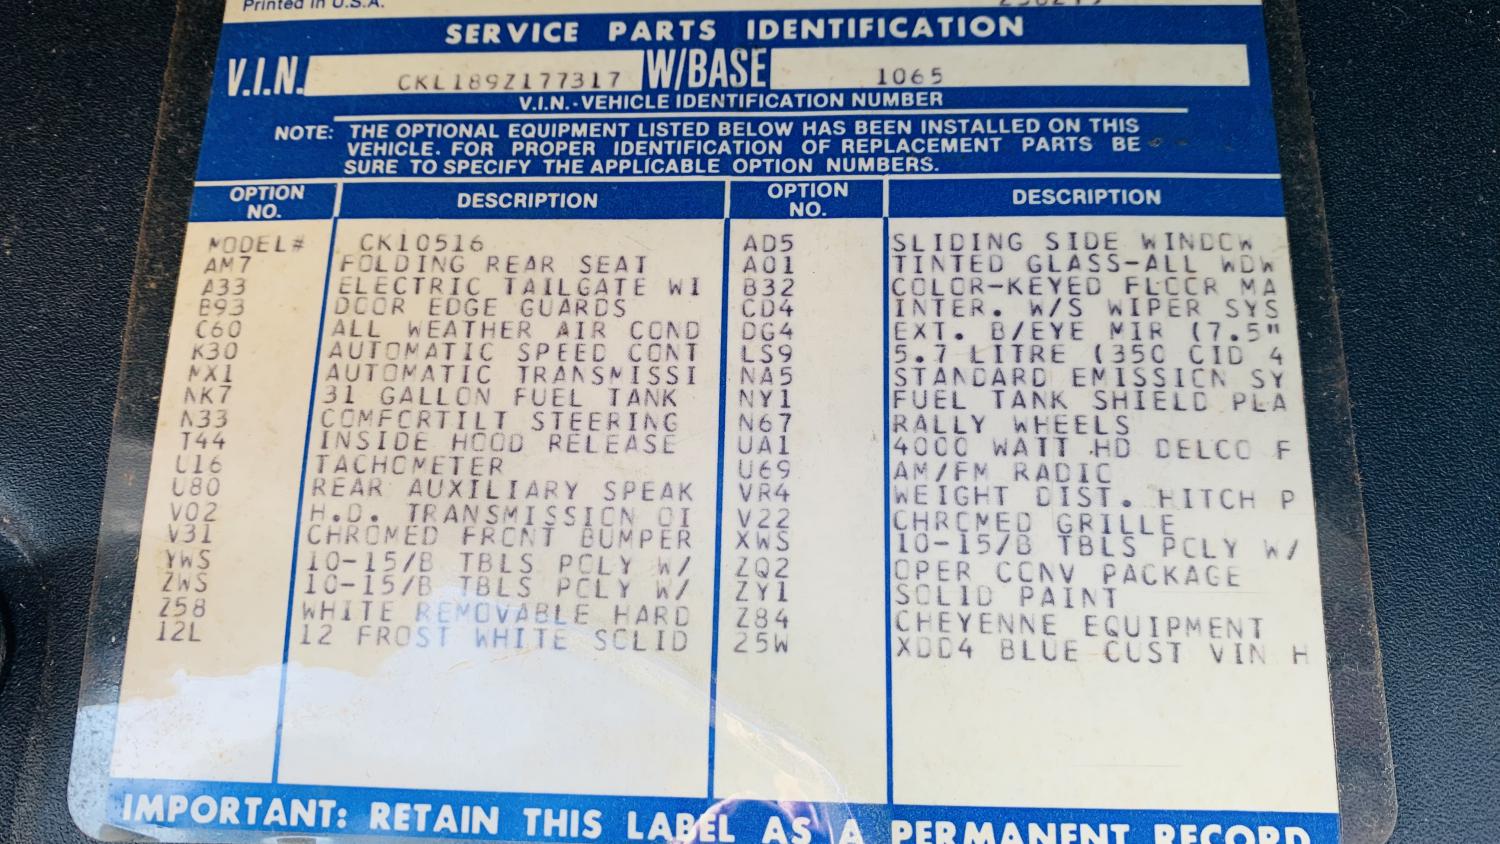 Printed in U.S.A.
SERVICE PARTS IDENTIFICATION
V.I.N. CKL189Z177317 W/BASE 1065
V.I.N.-VEHICLE IDENTIFICATION NUMBER
NOTE: THE OPTIONAL EQUIPMENT LISTED BELOW HAS BEEN INSTALLED ON THIS
VEHICLE. FOR PROPER IDENTIFICATION OF REPLACEMENT PARTS BE
SURE TO SPECIFY THE APPLICABLE OPTION NUMBERS.
OPTION NO. DESCRIPTION OPTION NO. DESCRIPTION
MODEL# CK10516 AD5 SLIDING SIDE WINDOW
AM7 FOLDING REAR SEAT A01 TINTED GLASS-ALL WDW
A33 ELECTRIC TAILGATE WI B32 COLOR-KEYED FLOOR MA
B93 DOOR EDGE GUARDS CD4 INTER. W/S WIPER SYS
C60 ALL WEATHER AIR COND DG4 EXT. B/EYE MIR (7.5"
K30 AUTOMATIC SPEED CONT LS9 5.7 LITRE (350 CID 4
MX1 AUTOMATIC TRANSMISSI NA5 STANDARD EMISSION SY
NK7 31 GALLON FUEL TANK NY1 FUEL TANK SHIELD PLA
N33 COMFORTILT STEERING N67 RALLY WHEELS
T44 INSIDE HOOD RELEASE UA1 4000 WATT HD DELCO F
U16 TACHOMETER U69 AM/FM RADIO
U80 REAR AUXILIARY SPEAK VR4 WEIGHT DIST. HITCH P
V02 H.D. TRANSMISSION OI V22 CHROMED GRILLE
V31 CHROMED FRONT BUMPER XWS 10-15/B TBLS POLY W/
YWS 10-15/B TBLS POLY W/ ZQ2 OPER CONV PACKAGE
ZWS 10-15/B TBLS POLY W/ ZY1 SOLID PAINT
Z58 WHITE REMOVABLE HARD Z84 CHEYENNE EQUIPMENT
12L 12 FROST WHITE SOLID 25W XDD4 BLUE CUST VIN H
IMPORTANT: RETAIN THIS LABEL AS A PERMANENT RECORD